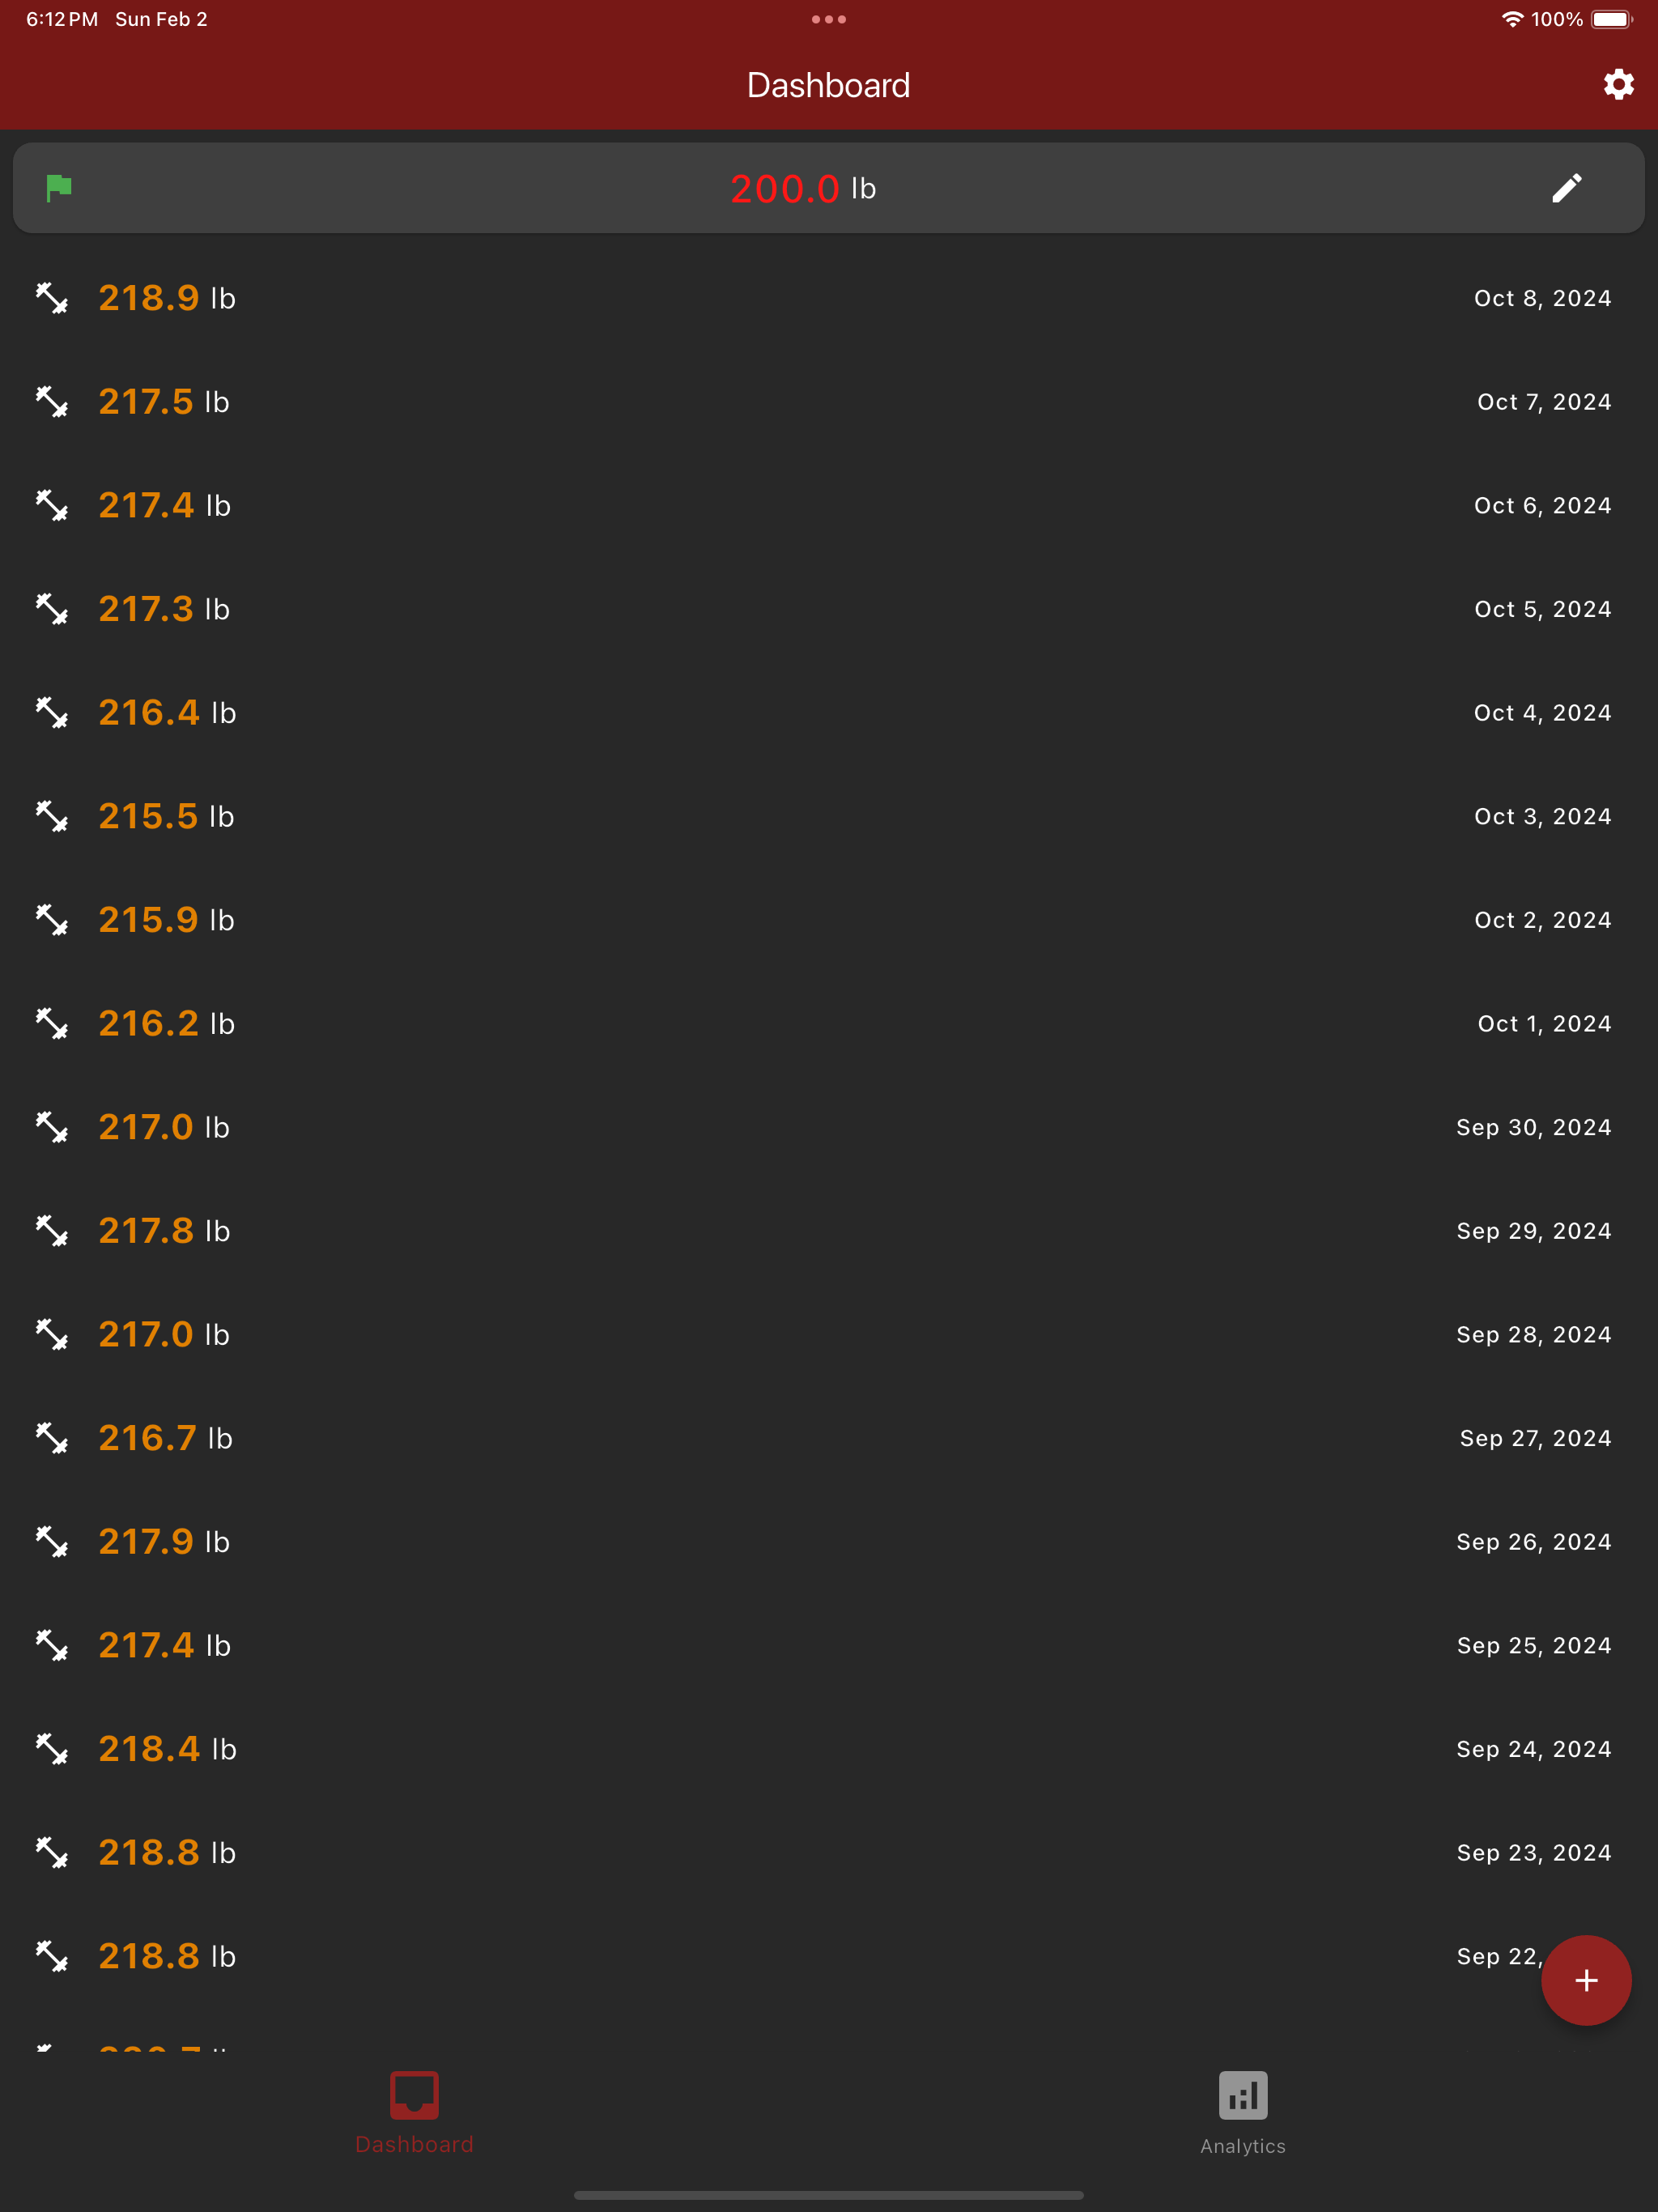 6:12 PM Sun Feb 2 100%
Dashboard
200.0 lb
218.9 lb Oct 8, 2024
217.5 lb Oct 7, 2024
217.4 lb Oct 6, 2024
217.3 lb Oct 5, 2024
216.4 lb Oct 4, 2024
215.5 lb Oct 3, 2024
215.9 lb Oct 2, 2024
216.2 lb Oct 1, 2024
217.0 lb Sep 30, 2024
217.8 lb Sep 29, 2024
217.0 lb Sep 28, 2024
216.7 lb Sep 27, 2024
217.9 lb Sep 26, 2024
217.4 lb Sep 25, 2024
218.4 lb Sep 24, 2024
218.8 lb Sep 23, 2024
218.8 lb Sep 22,
+
Dashboard Analytics